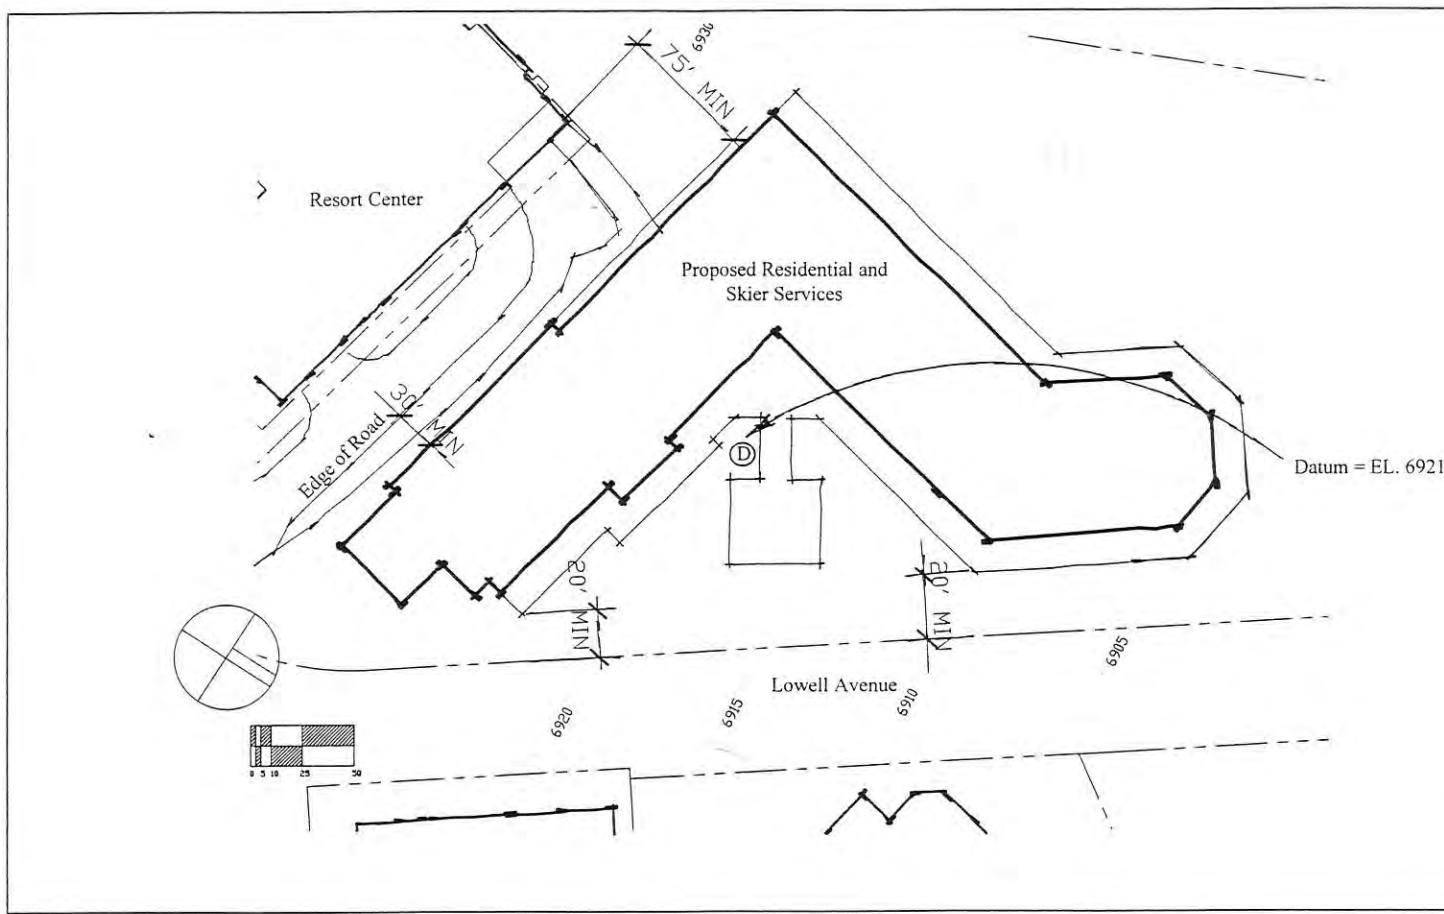 6930
75' MIN
Resort Center
Proposed Residential and
Skier Services
30' MIN
Edge of Road
D
Datum = EL. 6921
20' MIN
20' MIN
6905
Lowell Avenue
6910
6915
6920
0 5 10 25 50